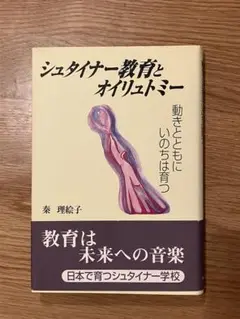 シュタイナー教育と
オイリュトミー
動きとともに
いのちは育つ
秦 理絵子
教育は
未来への音楽
日本で育つシュタイナー学校